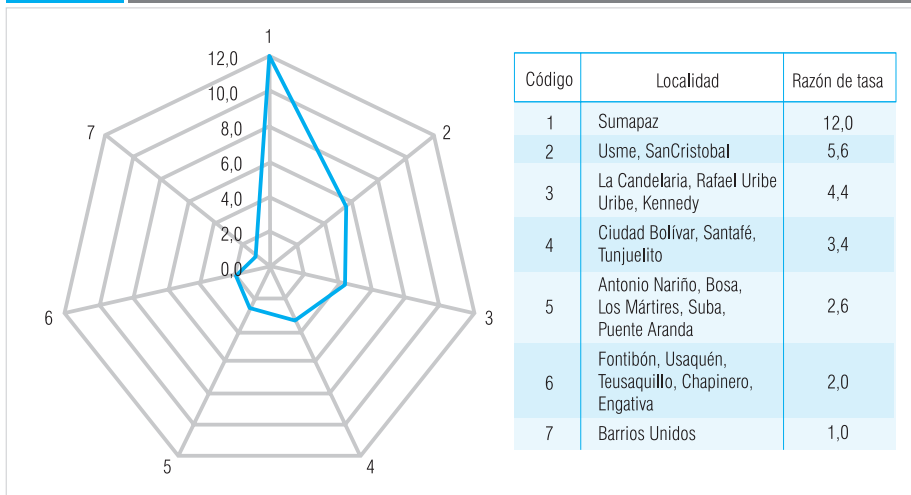 1
12,0
10,0
8,0
6,0
4,0
2,0
0,0
7
2
6
3
5
4
Código Localidad Razón de tasa
1 Sumapaz 12,0
2 Usme, SanCristobal 5,6
3 La Candelaria, Rafael Uribe
Uribe, Kennedy 4,4
4 Ciudad Bolívar, Santafé,
Tunjuelito 3,4
5 Antonio Nariño, Bosa,
Los Mártires, Suba,
Puente Aranda 2,6
6 Fontibón, Usaquén,
Teusaquillo, Chapinero,
Engativa 2,0
7 Barrios Unidos 1,0